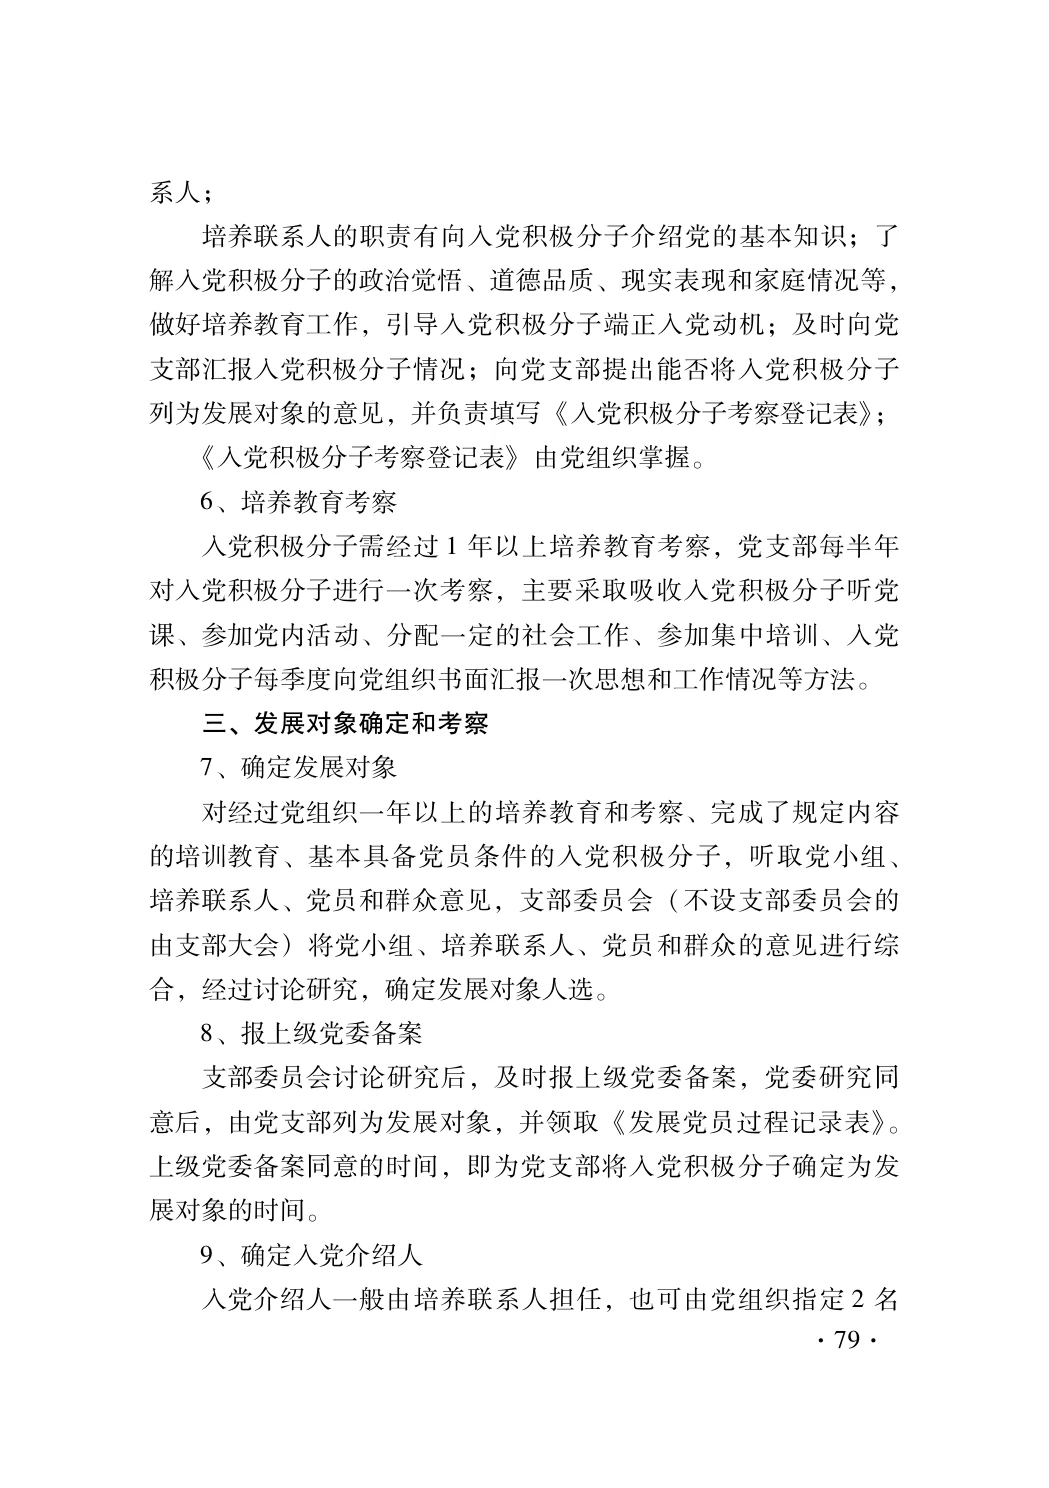 系人；
培养联系人的职责有向入党积极分子介绍党的基本知识；了
解入党积极分子的政治觉悟、道德品质、现实表现和家庭情况等，
做好培养教育工作，引导入党积极分子端正入党动机；及时向党
支部汇报入党积极分子情况；向党支部提出能否将入党积极分子
列为发展对象的意见，并负责填写《入党积极分子考察登记表》；
《入党积极分子考察登记表》由党组织掌握。
6、培养教育考察
入党积极分子需经过1年以上培养教育考察，党支部每半年
对入党积极分子进行一次考察，主要采取吸收入党积极分子听党
课、参加党内活动、分配一定的社会工作、参加集中培训、入党
积极分子每季度向党组织书面汇报一次思想和工作情况等方法。
三、发展对象确定和考察
7、确定发展对象
对经过党组织一年以上的培养教育和考察、完成了规定内容
的培训教育、基本具备党员条件的入党积极分子，听取党小组、
培养联系人、党员和群众意见，支部委员会（不设支部委员会的
由支部大会）将党小组、培养联系人、党员和群众的意见进行综
合，经过讨论研究，确定发展对象人选。
8、报上级党委备案
支部委员会讨论研究后，及时报上级党委备案，党委研究同
意后，由党支部列为发展对象，并领取《发展党员过程记录表》。
上级党委备案同意的时间，即为党支部将入党积极分子确定为发
展对象的时间。
9、确定入党介绍人
入党介绍人一般由培养联系人担任，也可由党组织指定2名
·79·